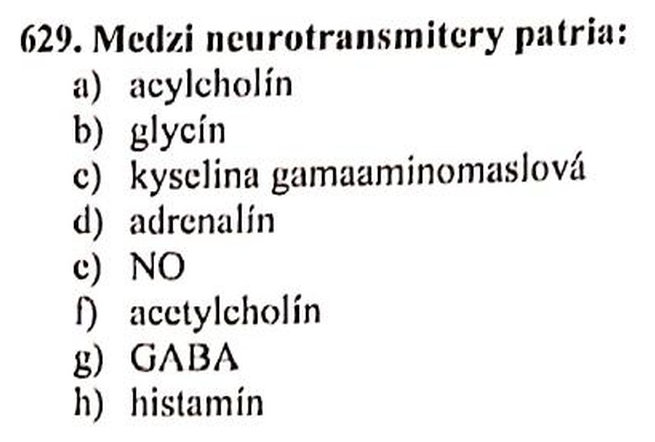 629. Medzi neurotransmitery patria:
a) acylcholín
b) glycín
c) kyselina gamaaminomaslová
d) adrenalín
e) NO
f) acetylcholín
g) GABA
h) histamín